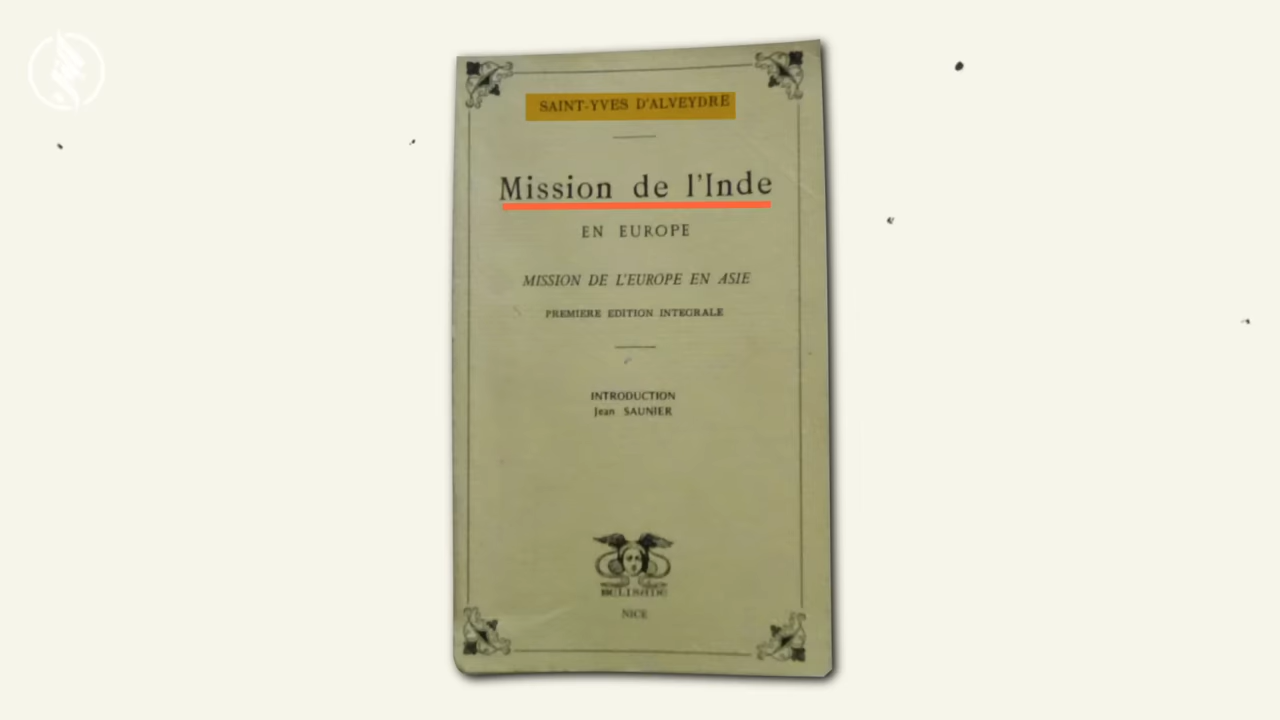 SAINT-YVES D'ALVEYDRE
Mission de l'Inde
EN EUROPE
MISSION DE L'EUROPE EN ASIE
PREMIERE EDITION INTEGRALE
INTRODUCTION
Jean SAUNIER
BELISANE
NICE